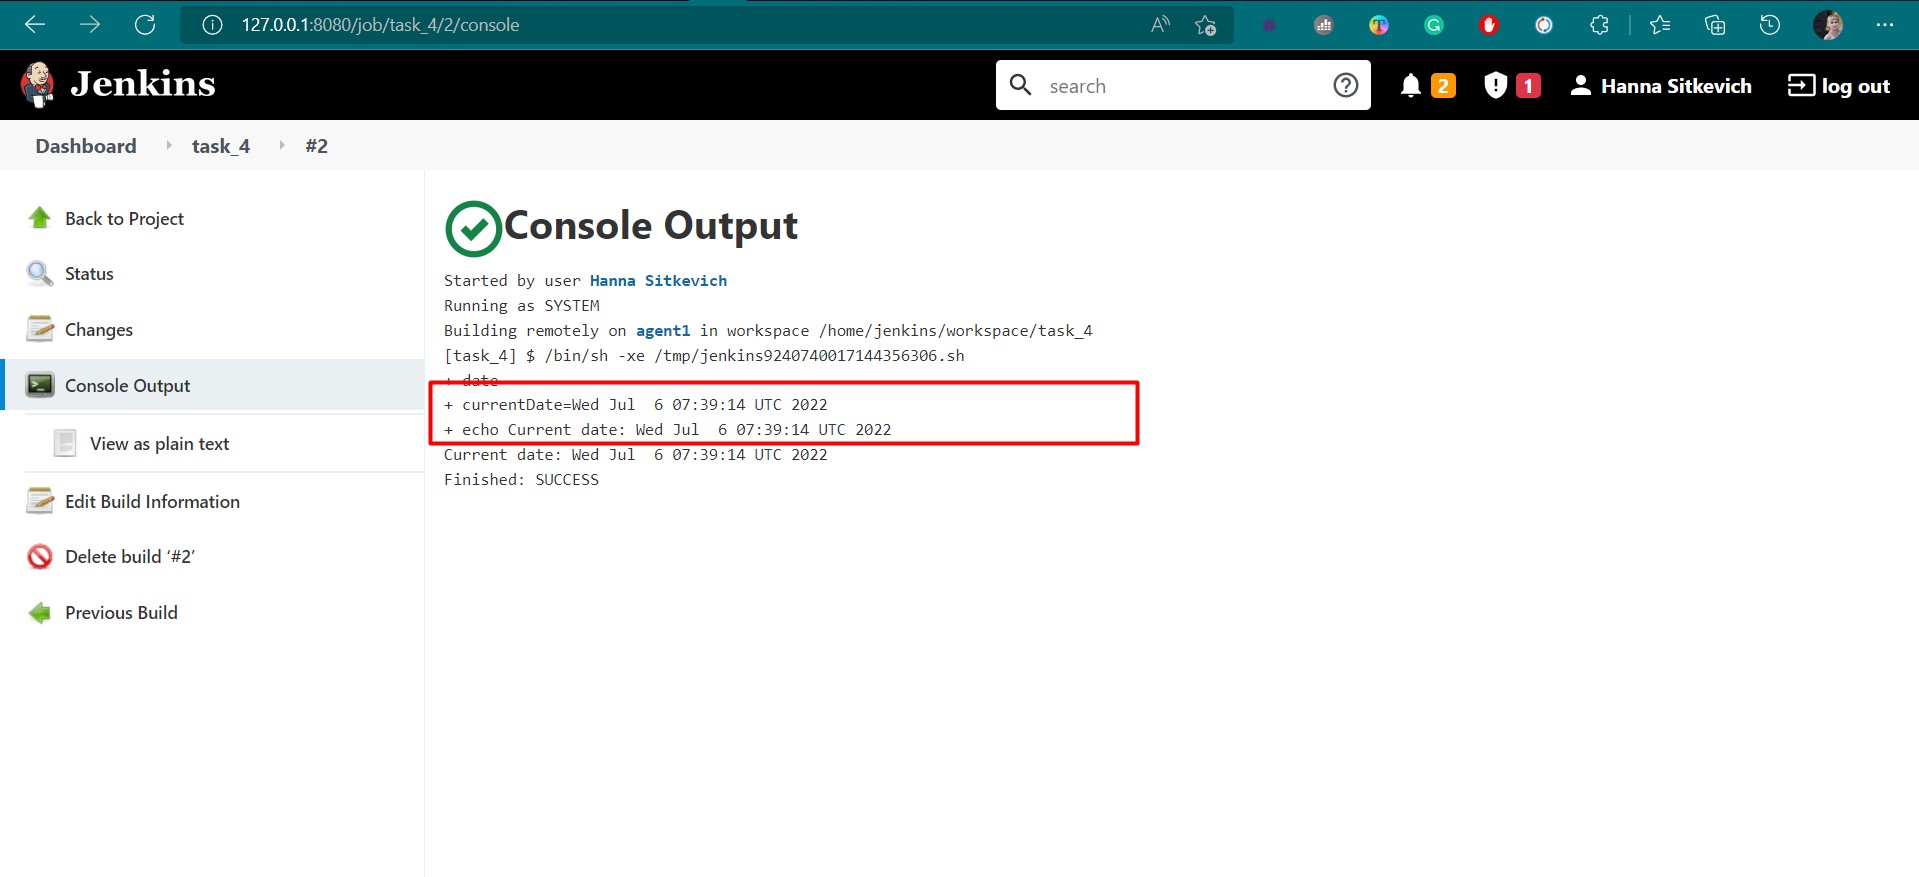 127.0.0.1:8080/job/task_4/2/console
Jenkins
search
2
1
Hanna Sitkevich
log out
Dashboard
task_4
#2
Back to Project
Status
Changes
Console Output
View as plain text
Edit Build Information
Delete build ‘#2’
Previous Build
Console Output
Started by user Hanna Sitkevich
Running as SYSTEM
Building remotely on agent1 in workspace /home/jenkins/workspace/task_4
[task_4] $ /bin/sh -xe /tmp/jenkins9240740017144356306.sh
+ date
+ currentDate=Wed Jul  6 07:39:14 UTC 2022
+ echo Current date: Wed Jul  6 07:39:14 UTC 2022
Current date: Wed Jul  6 07:39:14 UTC 2022
Finished: SUCCESS